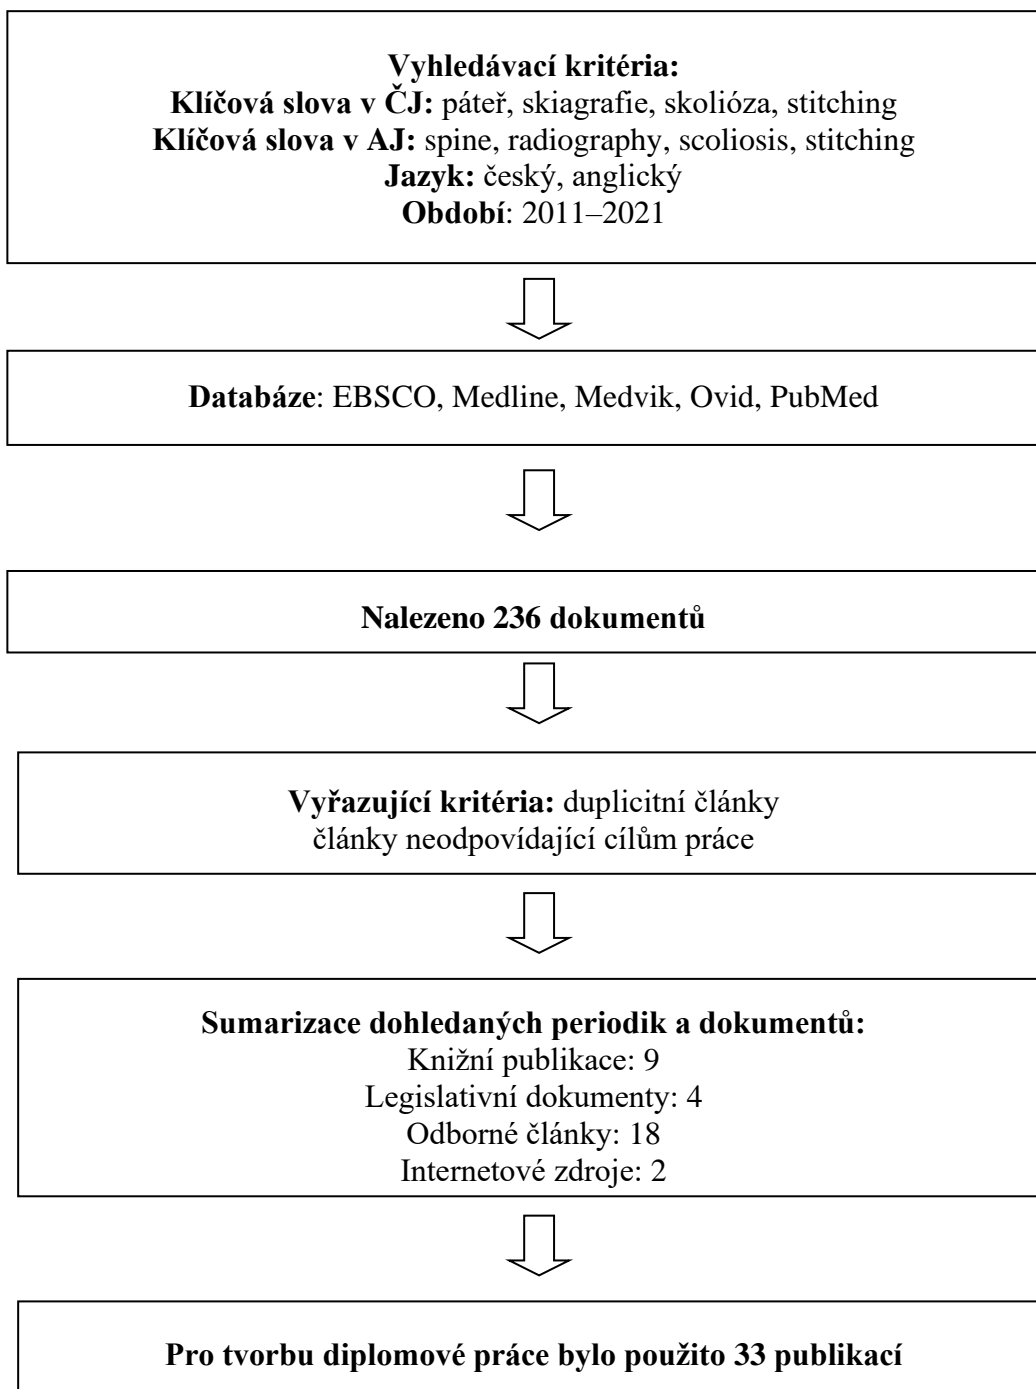 Vyhledávací kritéria:
Klíčová slova v ČJ: páteř, skiagrafie, skolióza, stitching
Klíčová slova v AJ: spine, radiography, scoliosis, stitching
Jazyk: český, anglický
Období: 2011–2021
Databáze: EBSCO, Medline, Medvik, Ovid, PubMed
Nalezeno 236 dokumentů
Vyřazující kritéria: duplicitní články
články neodpovídající cílům práce
Sumarizace dohledaných periodik a dokumentů:
Knižní publikace: 9
Legislativní dokumenty: 4
Odborné články: 18
Internetové zdroje: 2
Pro tvorbu diplomové práce bylo použito 33 publikací